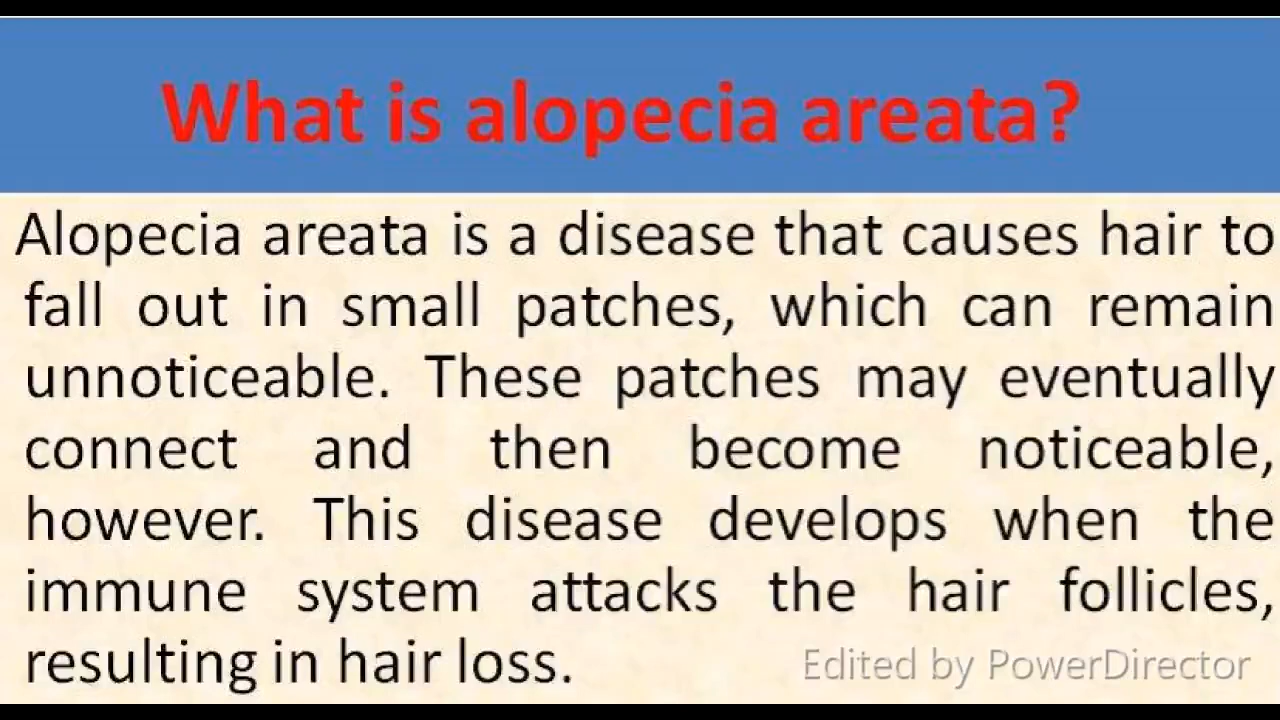 What is alopecia areata?
Alopecia areata is a disease that causes hair to
fall out in small patches, which can remain
unnoticeable. These patches may eventually
connect and then become noticeable,
however. This disease develops when the
immune system attacks the hair follicles,
resulting in hair loss.
Edited by PowerDirector